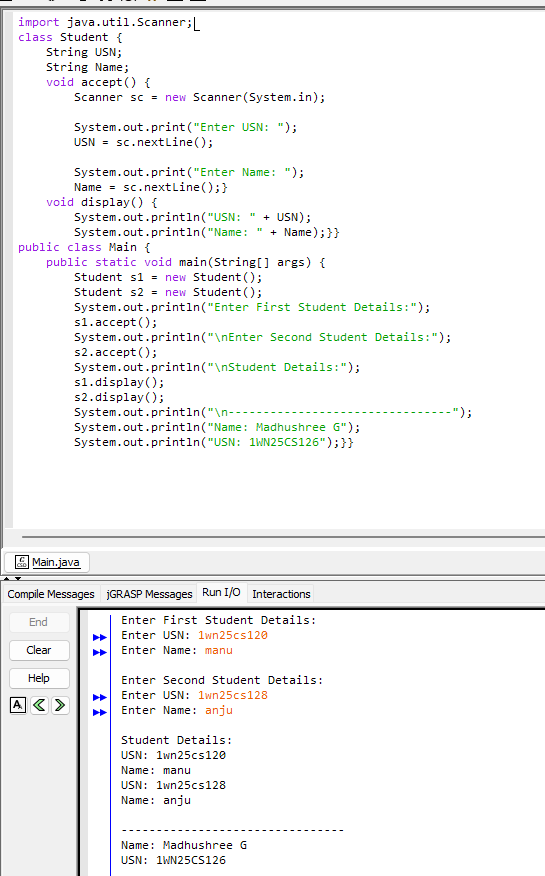 import java.util.Scanner;
class Student {
    String USN;
    String Name;
    void accept() {
        Scanner sc = new Scanner(System.in);

        System.out.print("Enter USN: ");
        USN = sc.nextLine();

        System.out.print("Enter Name: ");
        Name = sc.nextLine();}
    void display() {
        System.out.println("USN: " + USN);
        System.out.println("Name: " + Name);}}
public class Main {
    public static void main(String[] args) {
        Student s1 = new Student();
        Student s2 = new Student();
        System.out.println("Enter First Student Details:");
        s1.accept();
        System.out.println("\nEnter Second Student Details:");
        s2.accept();
        System.out.println("\nStudent Details:");
        s1.display();
        s2.display();
        System.out.println("\n--------------------------------");
        System.out.println("Name: Madhushree G");
        System.out.println("USN: 1WN25CS126");}}
Main.java
Compile Messages jGRASP Messages Run I/O Interactions
End
Clear
Help
A
Enter First Student Details:
Enter USN: 1wn25cs120
Enter Name: manu

Enter Second Student Details:
Enter USN: 1wn25cs128
Enter Name: anju

Student Details:
USN: 1wn25cs120
Name: manu
USN: 1wn25cs128
Name: anju

--------------------------------
Name: Madhushree G
USN: 1WN25CS126